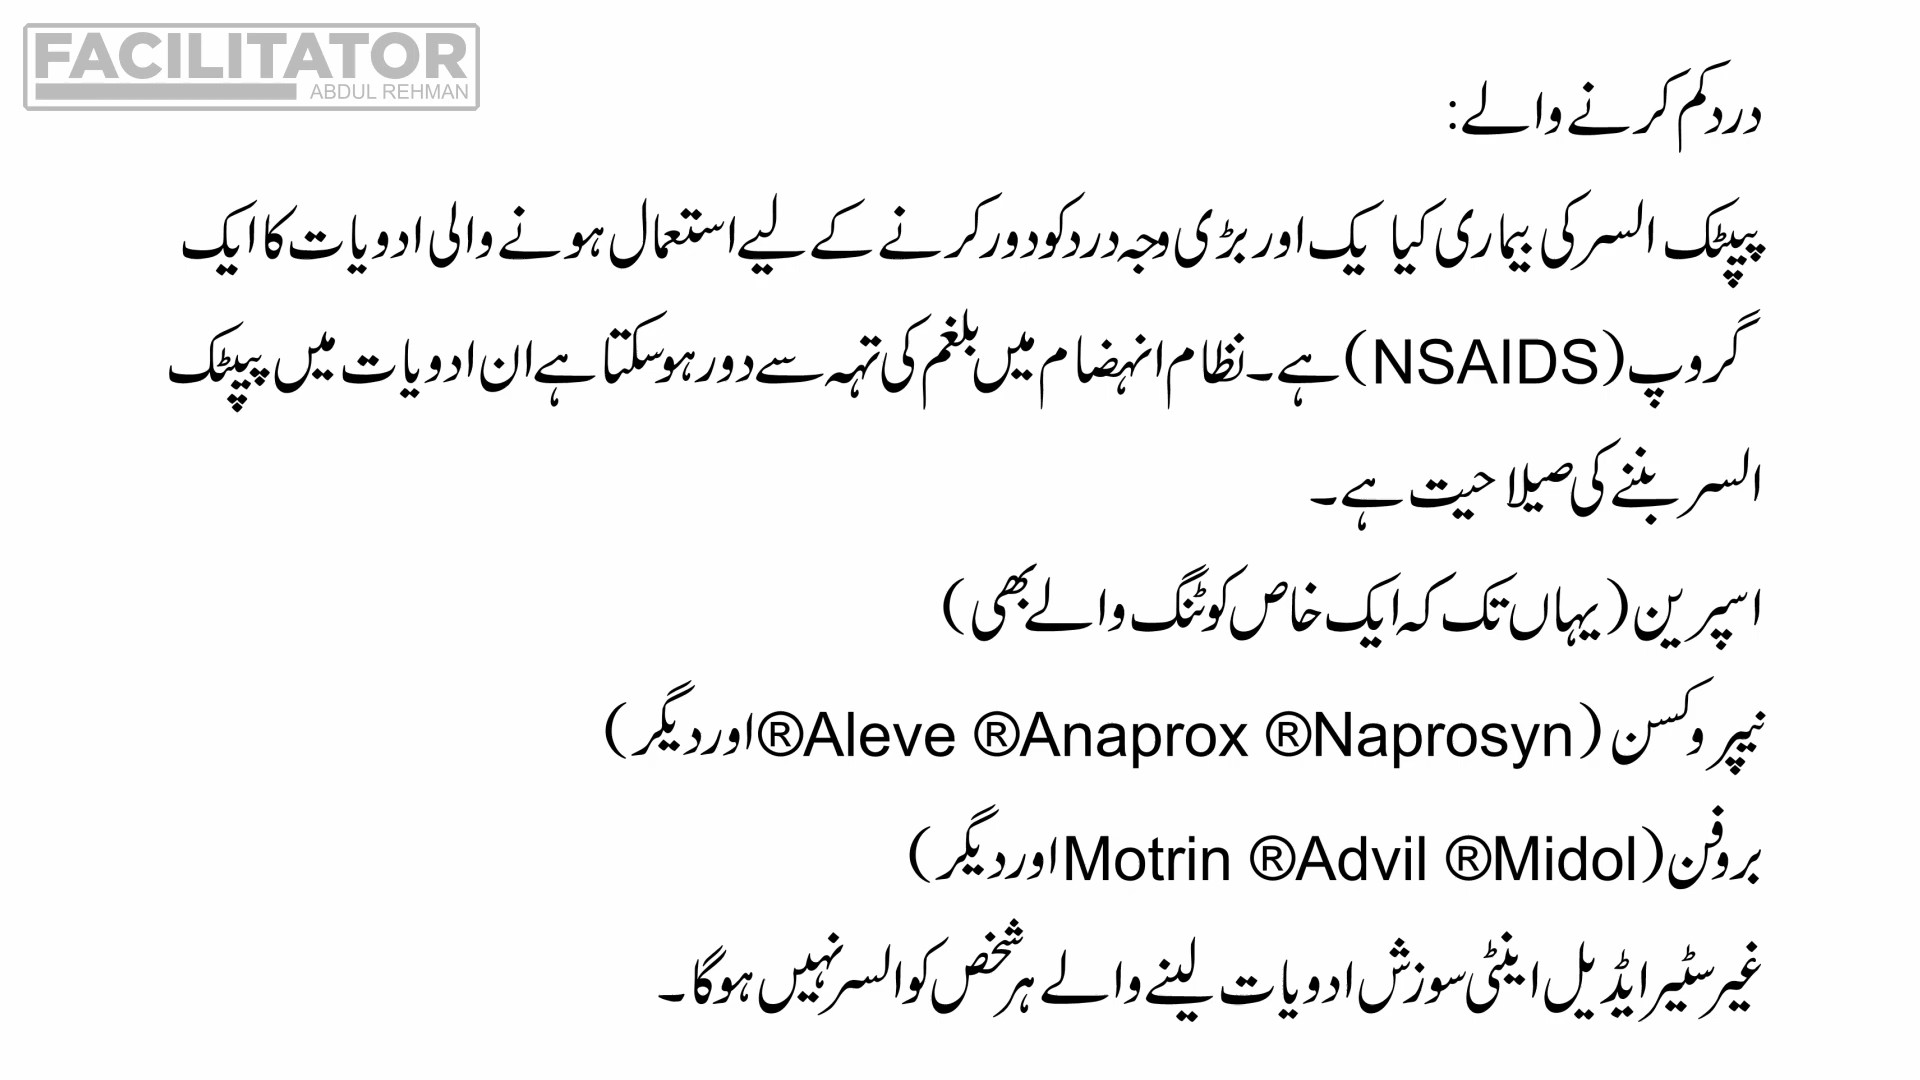 FACILITATOR
ABDUL REHMAN
درد کم کرنے والے:
پیپٹک السر کی بیماری کیا یک اور بڑی وجہ درد کو دور کرنے کے لیے استعمال ہونے والی ادویات کا ایک
گروپ (NSAIDS) ہے۔ نظام انہضام میں بلغم کی تہہ سے دور ہو سکتا ہے ان ادویات میں پیپٹک
السر بننے کی صیلا حیت ہے۔
اسپرین (یہاں تک کہ ایک خاص کوٹنگ والے بھی)
نیپروکسن (Naprosyn® Anaprox® Aleve® اور دیگر)
بروفن (Midol® Advil® Motrin اور دیگر)
غیر سٹیرایڈیل اینٹی سوزش ادویات لینے والے ہر شخص کو السر نہیں ہوگا۔